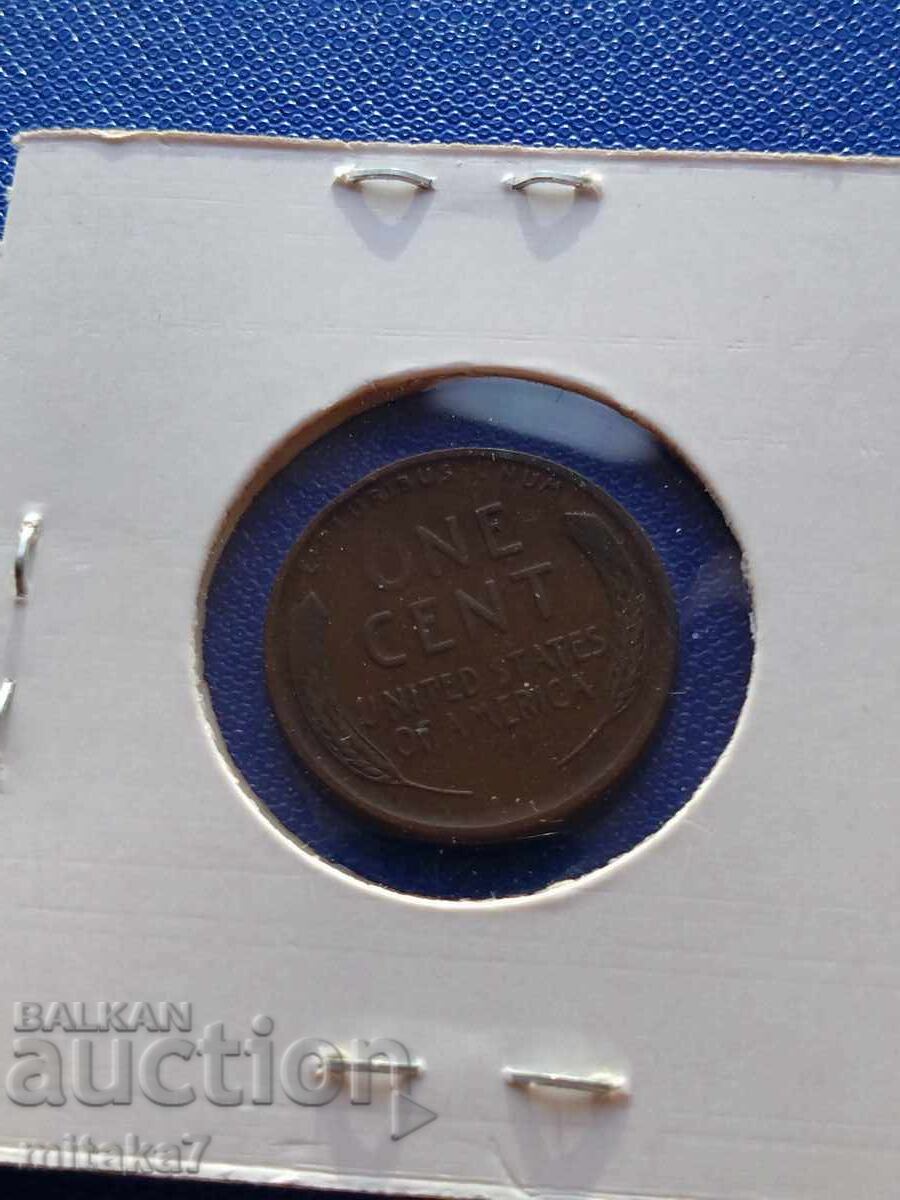 PLURIBUS UNUM
ONE
CENT
UNITED STATES
OF AMERICA
BALKAN
auction
mitaka7